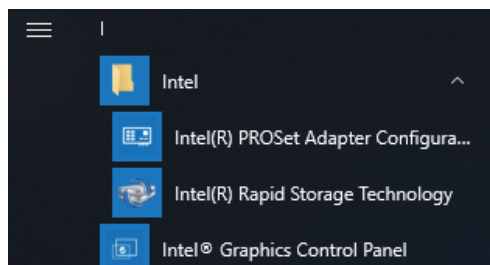 I
Intel
Intel(R) PROSet Adapter Configura...
Intel(R) Rapid Storage Technology
Intel® Graphics Control Panel